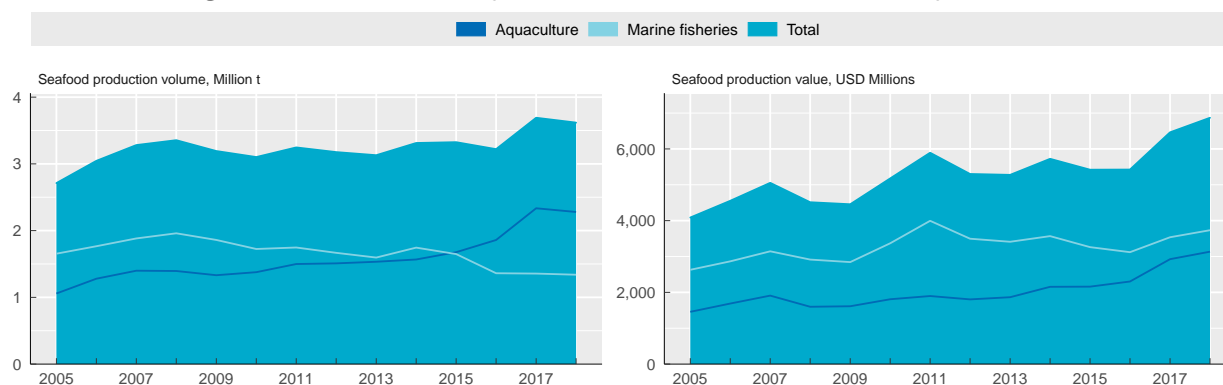 Aquaculture Marine fisheries Total
Seafood production volume, Million t
4
3
2
1
0
2005 2007 2009 2011 2013 2015 2017
Seafood production value, USD Millions
6,000
4,000
2,000
0
2005 2007 2009 2011 2013 2015 2017